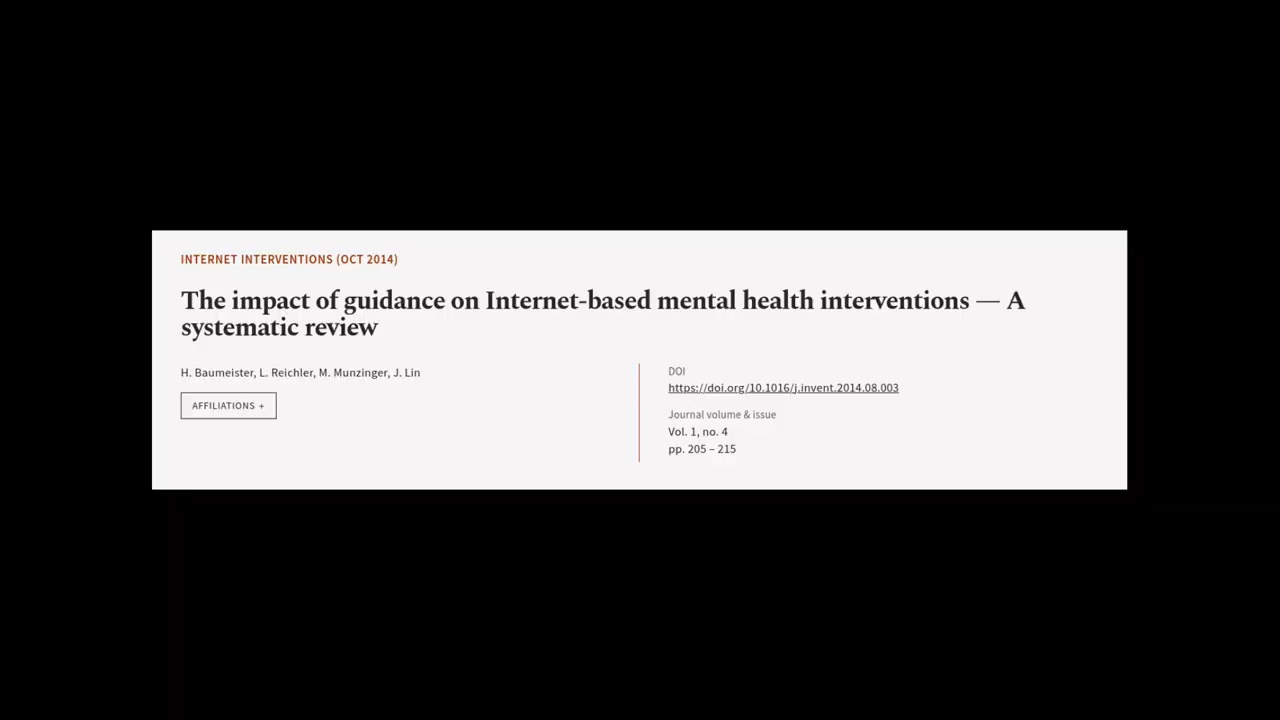 INTERNET INTERVENTIONS (OCT 2014)
The impact of guidance on Internet-based mental health interventions — A
systematic review
H. Baumeister, L. Reichler, M. Munzinger, J. Lin
AFFILIATIONS +
DOI
https://doi.org/10.1016/j.invent.2014.08.003
Journal volume & issue
Vol. 1, no. 4
pp. 205 – 215